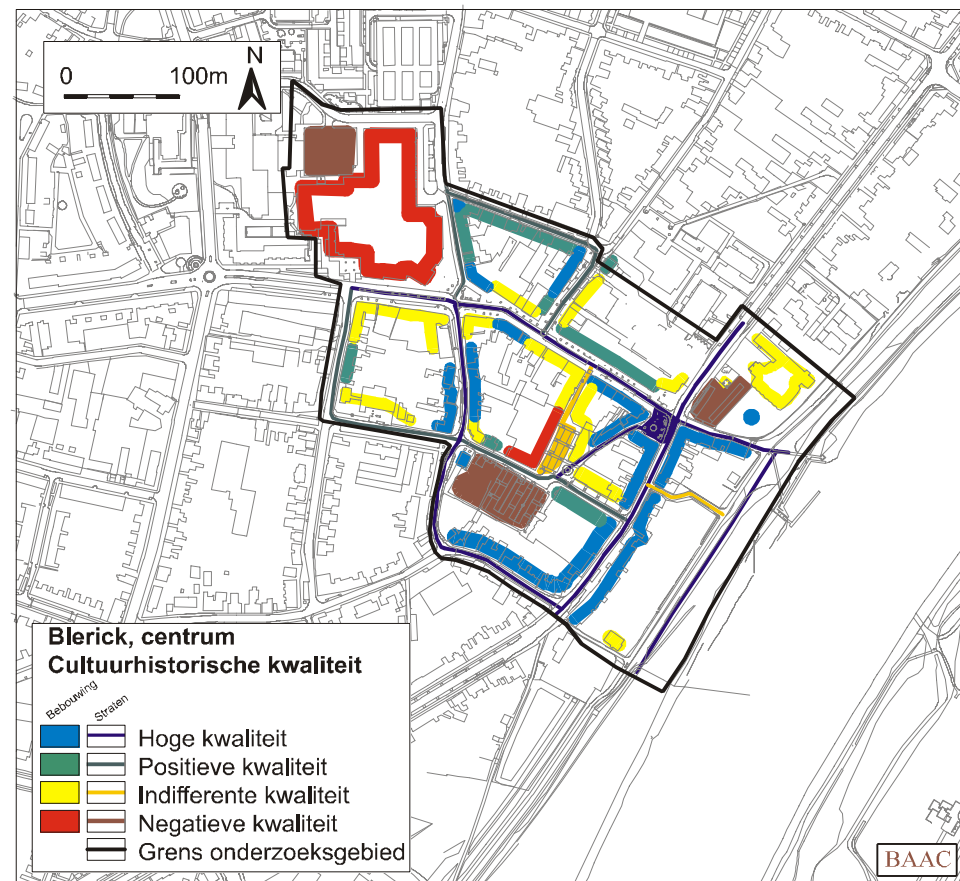 N
0 100m
Blerick, centrum
Cultuurhistorische kwaliteit
Bebouwing Straten
Hoge kwaliteit
Positieve kwaliteit
Indifferente kwaliteit
Negatieve kwaliteit
Grens onderzoeksgebied
BAAC